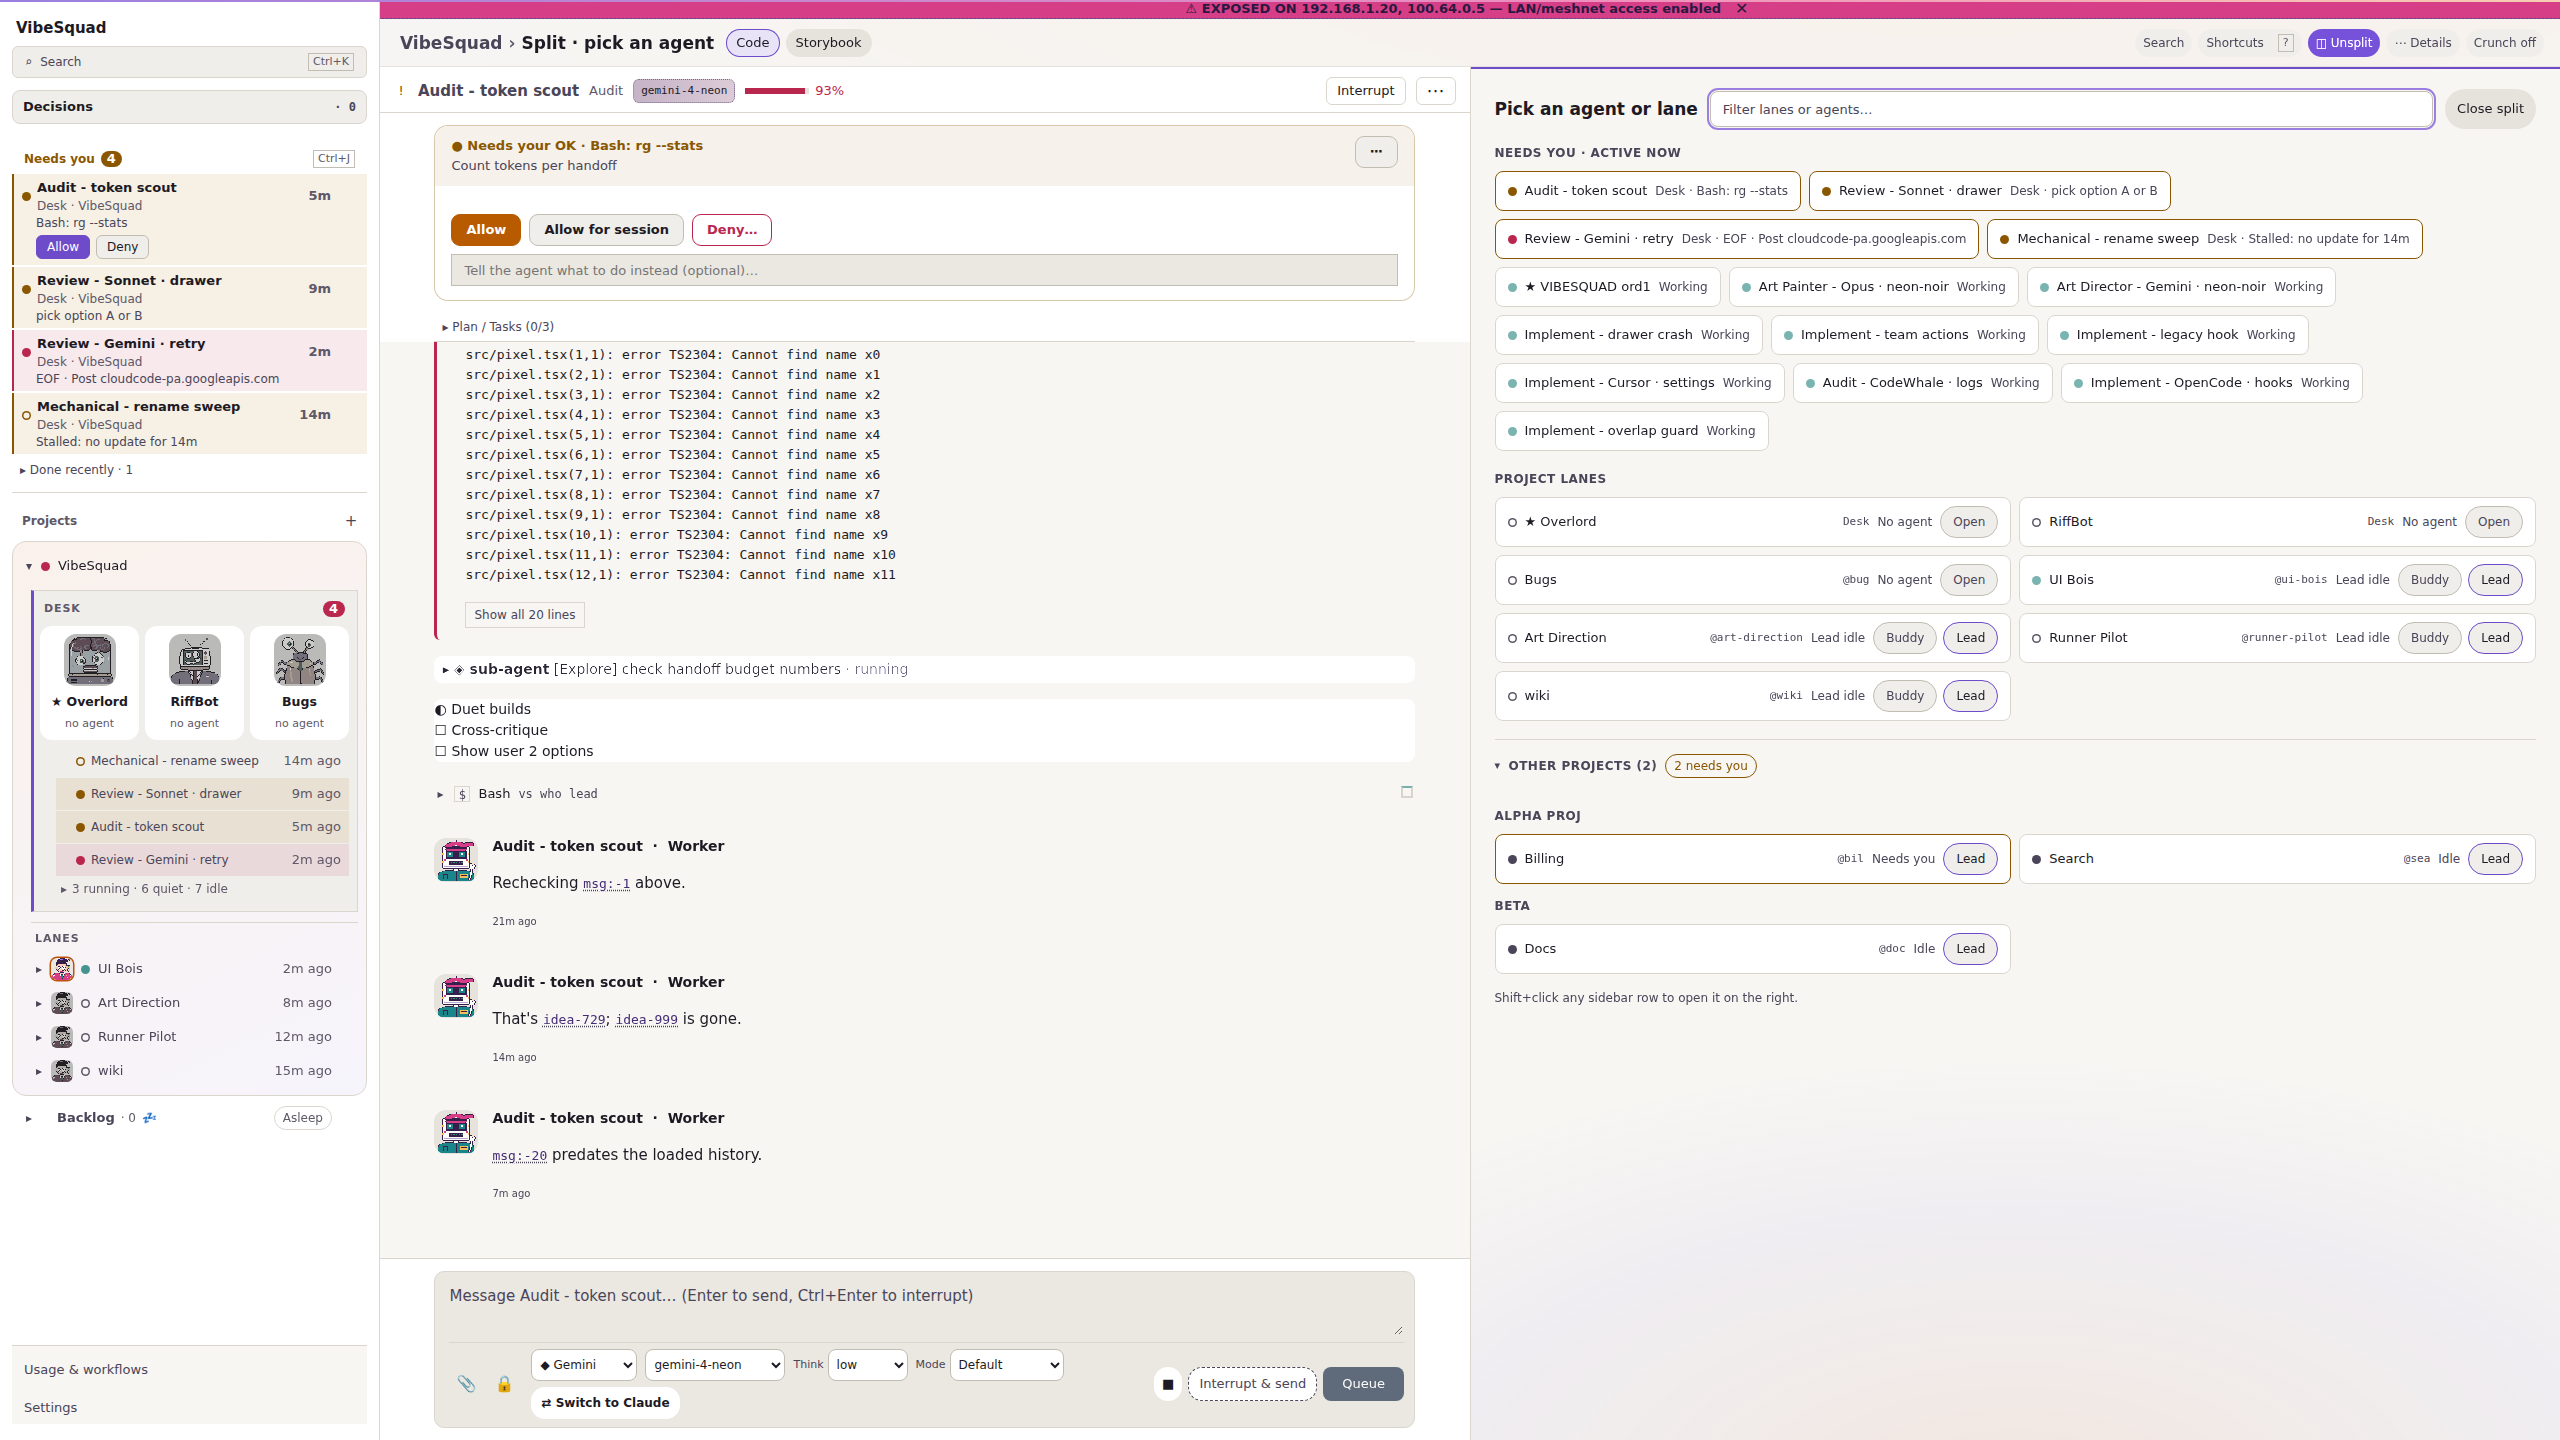 ⚠ EXPOSED ON 192.168.1.20, 100.64.0.5 — LAN/meshnet access enabled ✕
VibeSquad
⌕ Search Ctrl+K
Decisions · 0
Needs you 4 Ctrl+J
Audit - token scout 5m
Desk · VibeSquad
Bash: rg --stats
Allow Deny
Review - Sonnet · drawer 9m
Desk · VibeSquad
pick option A or B
Review - Gemini · retry 2m
Desk · VibeSquad
EOF · Post cloudcode-pa.googleapis.com
Mechanical - rename sweep 14m
Desk · VibeSquad
Stalled: no update for 14m
▸ Done recently · 1
Projects +
▾ VibeSquad
DESK 4
★ Overlord
no agent
RiffBot
no agent
Bugs
no agent
Mechanical - rename sweep 14m ago
Review - Sonnet · drawer 9m ago
Audit - token scout 5m ago
Review - Gemini · retry 2m ago
▸ 3 running · 6 quiet · 7 idle
LANES
▸ UI Bois 2m ago
▸ Art Direction 8m ago
▸ Runner Pilot 12m ago
▸ wiki 15m ago
▸ Backlog · 0 💤 Asleep
Usage & workflows
Settings
VibeSquad › Split · pick an agent Code Storybook
Search Shortcuts ? ◫ Unsplit ··· Details Crunch off
! Audit - token scout Audit gemini-4-neon 93% Interrupt ···
● Needs your OK · Bash: rg --stats ···
Count tokens per handoff
Allow Allow for session Deny…
Tell the agent what to do instead (optional)…
▸ Plan / Tasks (0/3)
src/pixel.tsx(1,1): error TS2304: Cannot find name x0
src/pixel.tsx(2,1): error TS2304: Cannot find name x1
src/pixel.tsx(3,1): error TS2304: Cannot find name x2
src/pixel.tsx(4,1): error TS2304: Cannot find name x3
src/pixel.tsx(5,1): error TS2304: Cannot find name x4
src/pixel.tsx(6,1): error TS2304: Cannot find name x5
src/pixel.tsx(7,1): error TS2304: Cannot find name x6
src/pixel.tsx(8,1): error TS2304: Cannot find name x7
src/pixel.tsx(9,1): error TS2304: Cannot find name x8
src/pixel.tsx(10,1): error TS2304: Cannot find name x9
src/pixel.tsx(11,1): error TS2304: Cannot find name x10
src/pixel.tsx(12,1): error TS2304: Cannot find name x11
Show all 20 lines
▸ ◈ sub-agent [Explore] check handoff budget numbers · running
◐ Duet builds
☐ Cross-critique
☐ Show user 2 options
▸ $ Bash vs who lead
Audit - token scout · Worker
Rechecking msg:-1 above.
21m ago
Audit - token scout · Worker
That's idea-729; idea-999 is gone.
14m ago
Audit - token scout · Worker
msg:-20 predates the loaded history.
7m ago
Message Audit - token scout… (Enter to send, Ctrl+Enter to interrupt)
📎 🔒 ◆ Gemini gemini-4-neon Think low Mode Default
⇄ Switch to Claude
■ Interrupt & send Queue
Pick an agent or lane Filter lanes or agents… Close split
NEEDS YOU · ACTIVE NOW
Audit - token scout Desk · Bash: rg --stats
Review - Sonnet · drawer Desk · pick option A or B
Review - Gemini · retry Desk · EOF · Post cloudcode-pa.googleapis.com
Mechanical - rename sweep Desk · Stalled: no update for 14m
★ VIBESQUAD ord1 Working
Art Painter - Opus · neon-noir Working
Art Director - Gemini · neon-noir Working
Implement - drawer crash Working
Implement - team actions Working
Implement - legacy hook Working
Implement - Cursor · settings Working
Audit - CodeWhale · logs Working
Implement - OpenCode · hooks Working
Implement - overlap guard Working
PROJECT LANES
★ Overlord Desk No agent Open
RiffBot Desk No agent Open
Bugs @bug No agent Open
UI Bois @ui-bois Lead idle Buddy Lead
Art Direction @art-direction Lead idle Buddy Lead
Runner Pilot @runner-pilot Lead idle Buddy Lead
wiki @wiki Lead idle Buddy Lead
▾ OTHER PROJECTS (2) 2 needs you
ALPHA PROJ
Billing @bil Needs you Lead
Search @sea Idle Lead
BETA
Docs @doc Idle Lead
Shift+click any sidebar row to open it on the right.